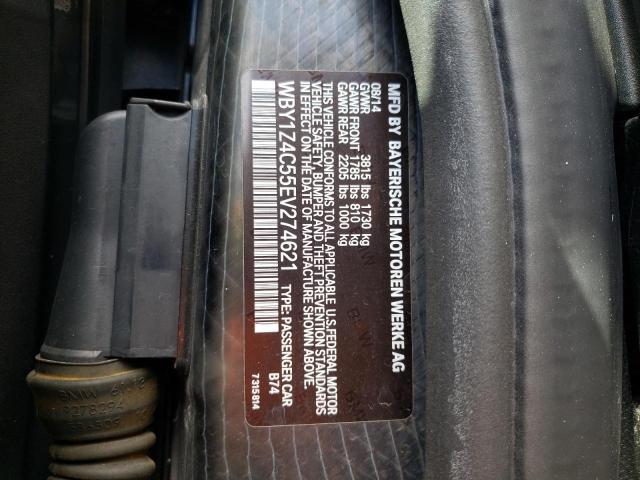 MFD BY BAYERISCHE MOTOREN WERKE AG
08/14
GVWR 3815 lbs 1730 kg
GAWR FRONT 1785 lbs 810 kg
GAWR REAR 2205 lbs 1000 kg
THIS VEHICLE CONFORMS TO ALL APPLICABLE U.S. FEDERAL MOTOR
VEHICLE SAFETY, BUMPER AND THEFT PREVENTION STANDARDS
IN EFFECT ON THE DATE OF MANUFACTURE SHOWN ABOVE.
WBY1Z4C55EV274621 TYPE: PASSENGER CAR
B74
7315814
BMW
9278294